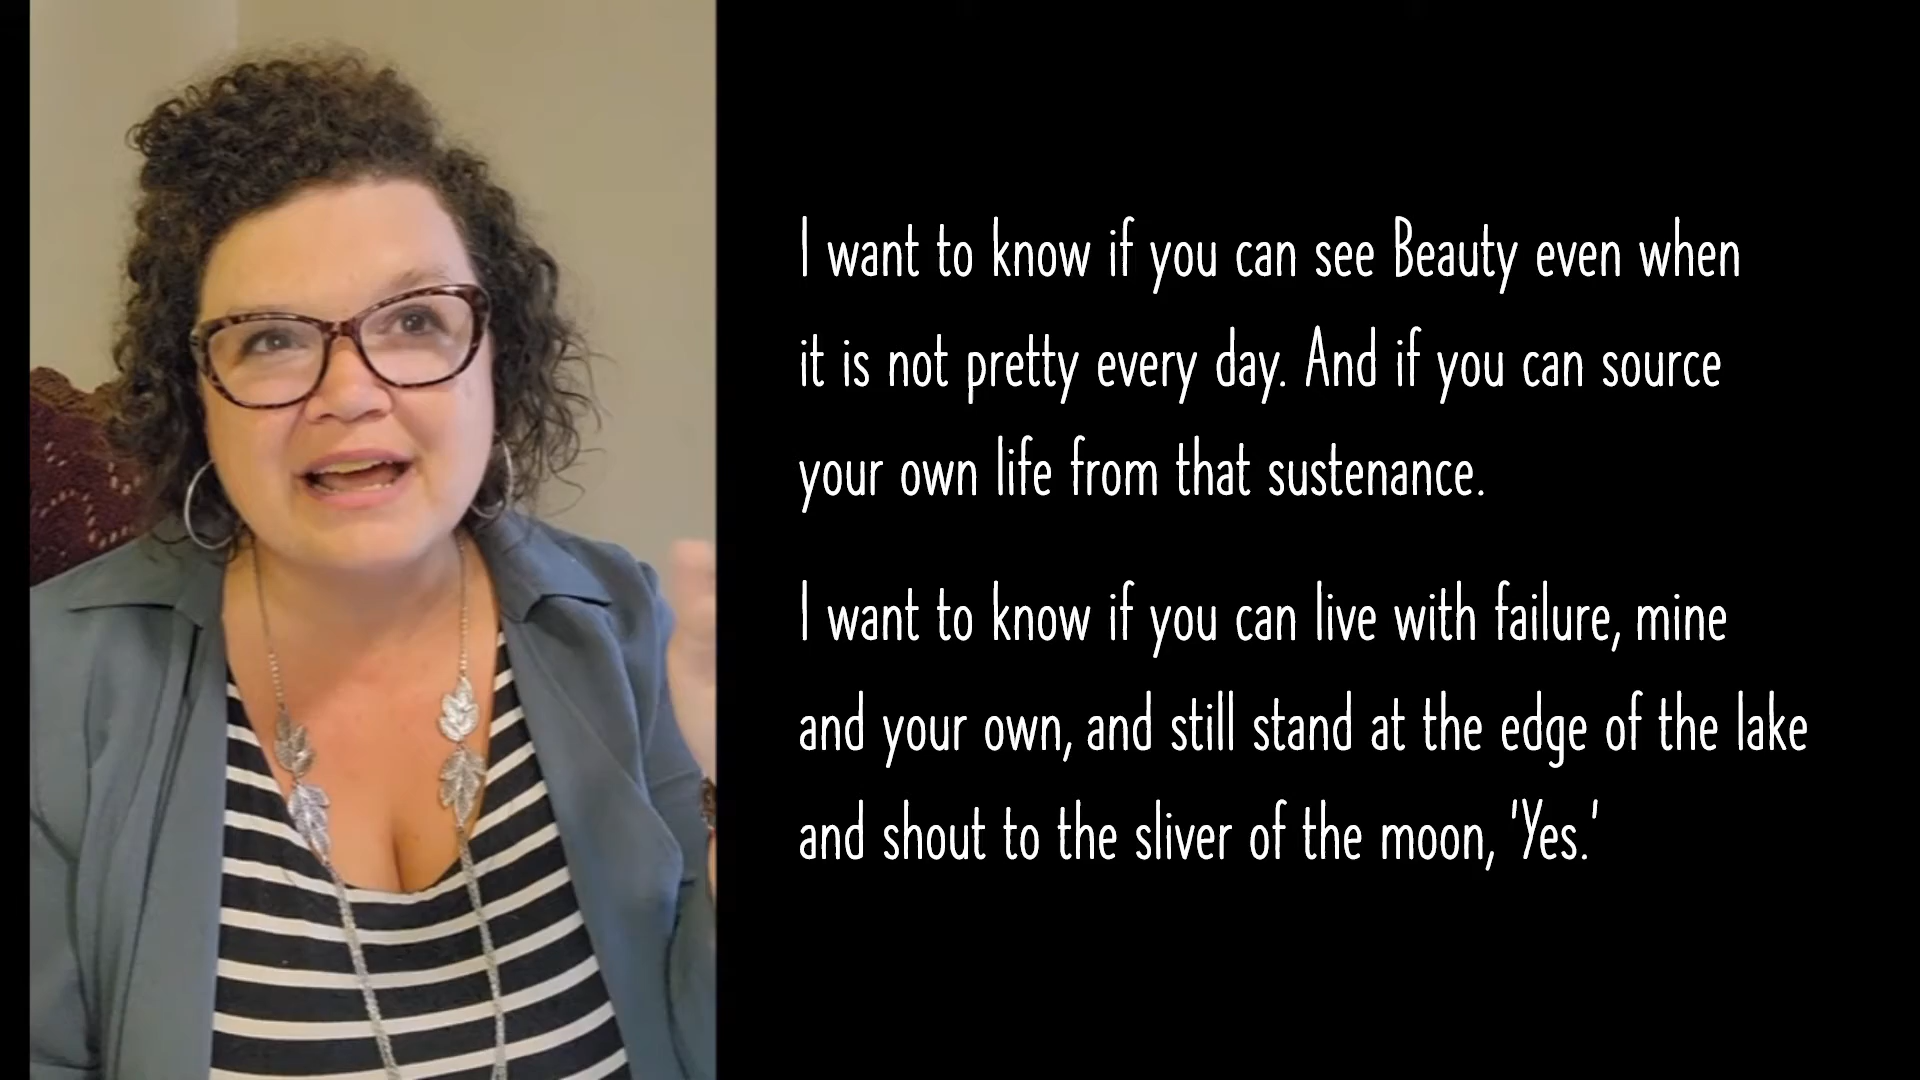 I want to know if you can see Beauty even when
it is not pretty every day. And if you can source
your own life from that sustenance.
I want to know if you can live with failure, mine
and your own, and still stand at the edge of the lake
and shout to the sliver of the moon, 'Yes.'